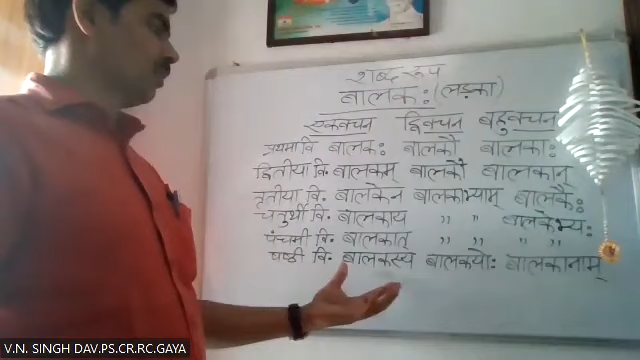 शब्द रूप
बालकः (लड़का)
एकवचन द्विवचन बहुवचन
प्रथमा वि बालकः बालकौ बालकाः
द्वितीया वि. बालकम् बालकौ बालकान्
तृतीया वि. बालकेन बालकाभ्याम् बालकैः
चतुर्थी वि. बालकाय ,, ,, बालकेभ्यः
पंचमी वि. बालकात् ,, ,, ,, ,,
षष्ठी वि. बालकस्य बालकयोः बालकानाम्
V.N. SINGH DAV.PS.CR.RC.GAYA